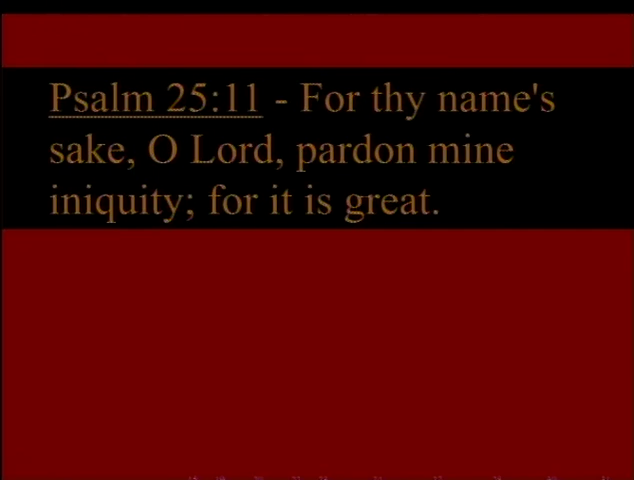 Psalm 25:11 - For thy name's
sake, O Lord, pardon mine
iniquity; for it is great.